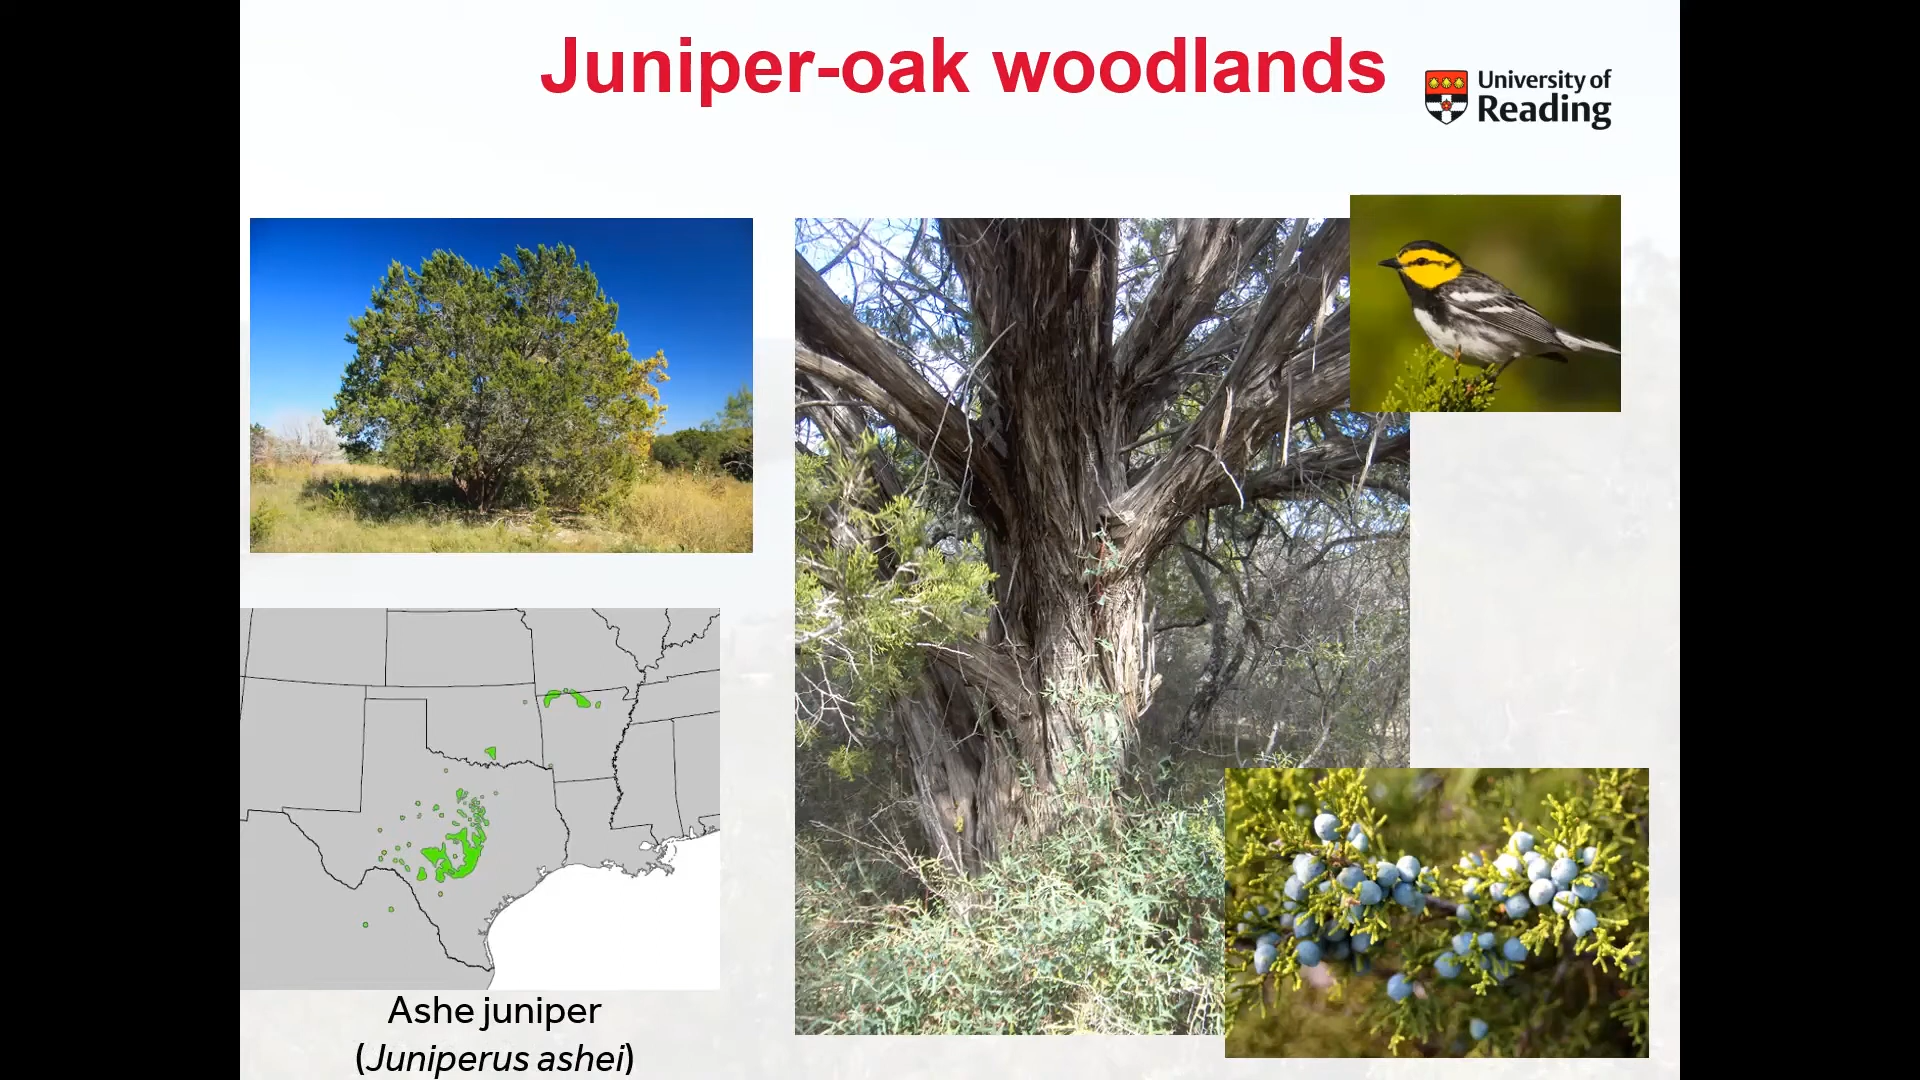 Juniper-oak woodlands
University of
Reading
Ashe juniper
(Juniperus ashei)